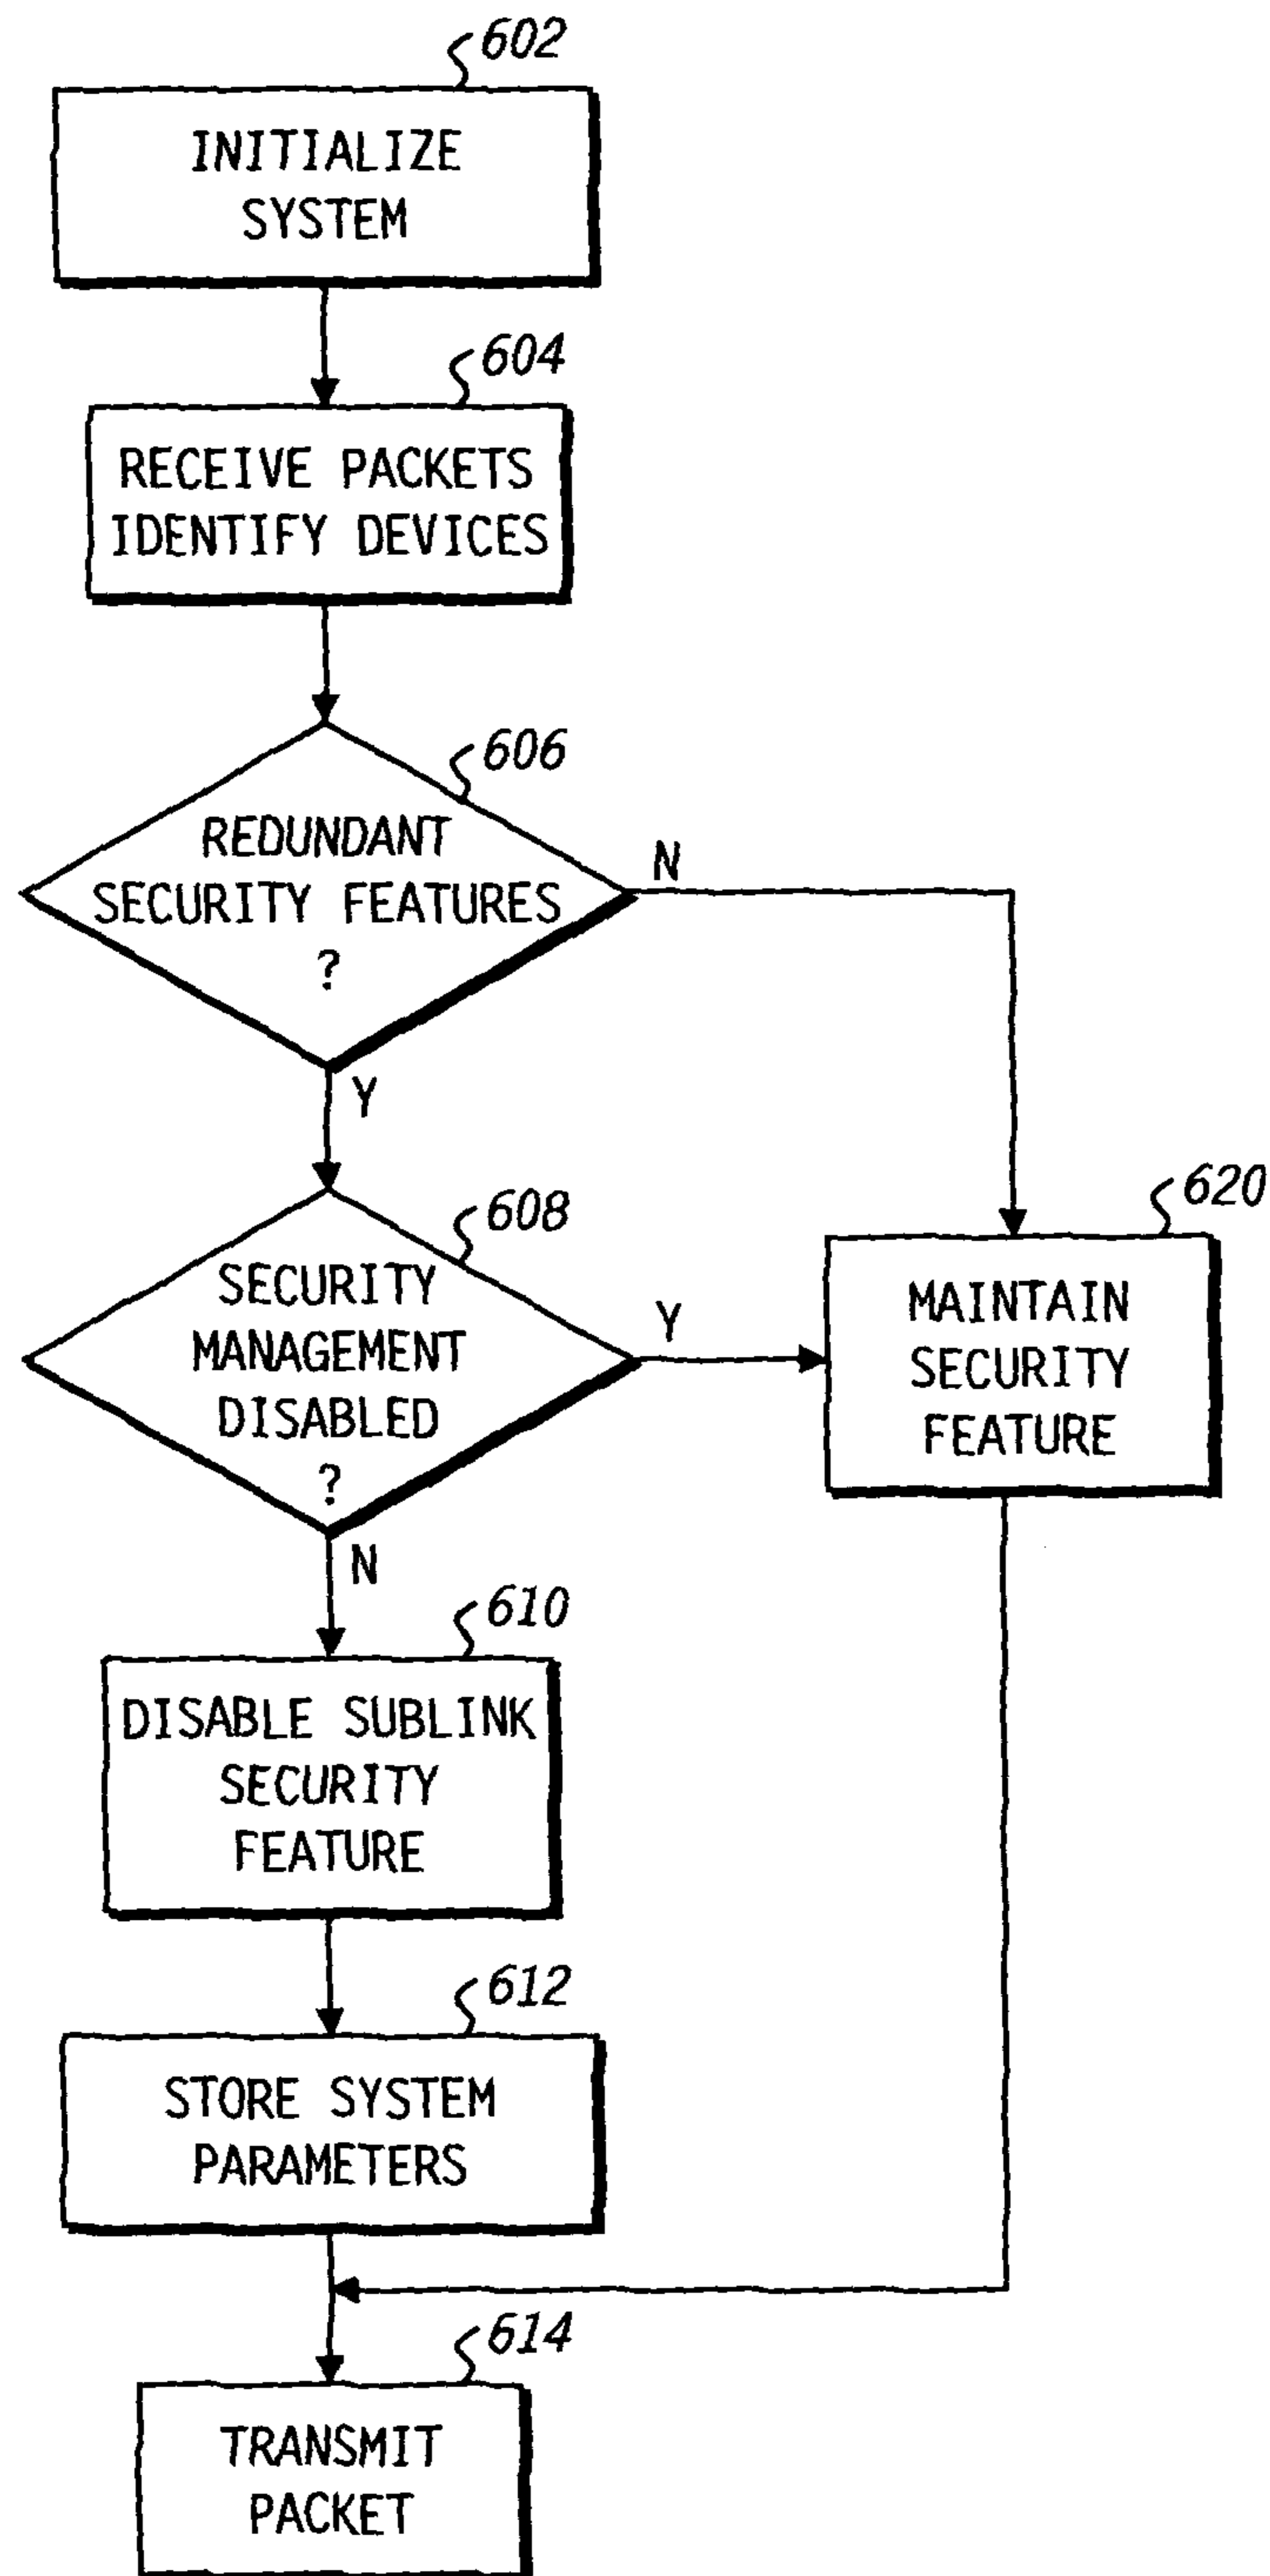 602
INITIALIZE
SYSTEM
604
RECEIVE PACKETS
IDENTIFY DEVICES
606
REDUNDANT
SECURITY FEATURES
?
N
Y
608
SECURITY
MANAGEMENT
DISABLED
?
Y
N
620
MAINTAIN
SECURITY
FEATURE
610
DISABLE SUBLINK
SECURITY
FEATURE
612
STORE SYSTEM
PARAMETERS
614
TRANSMIT
PACKET